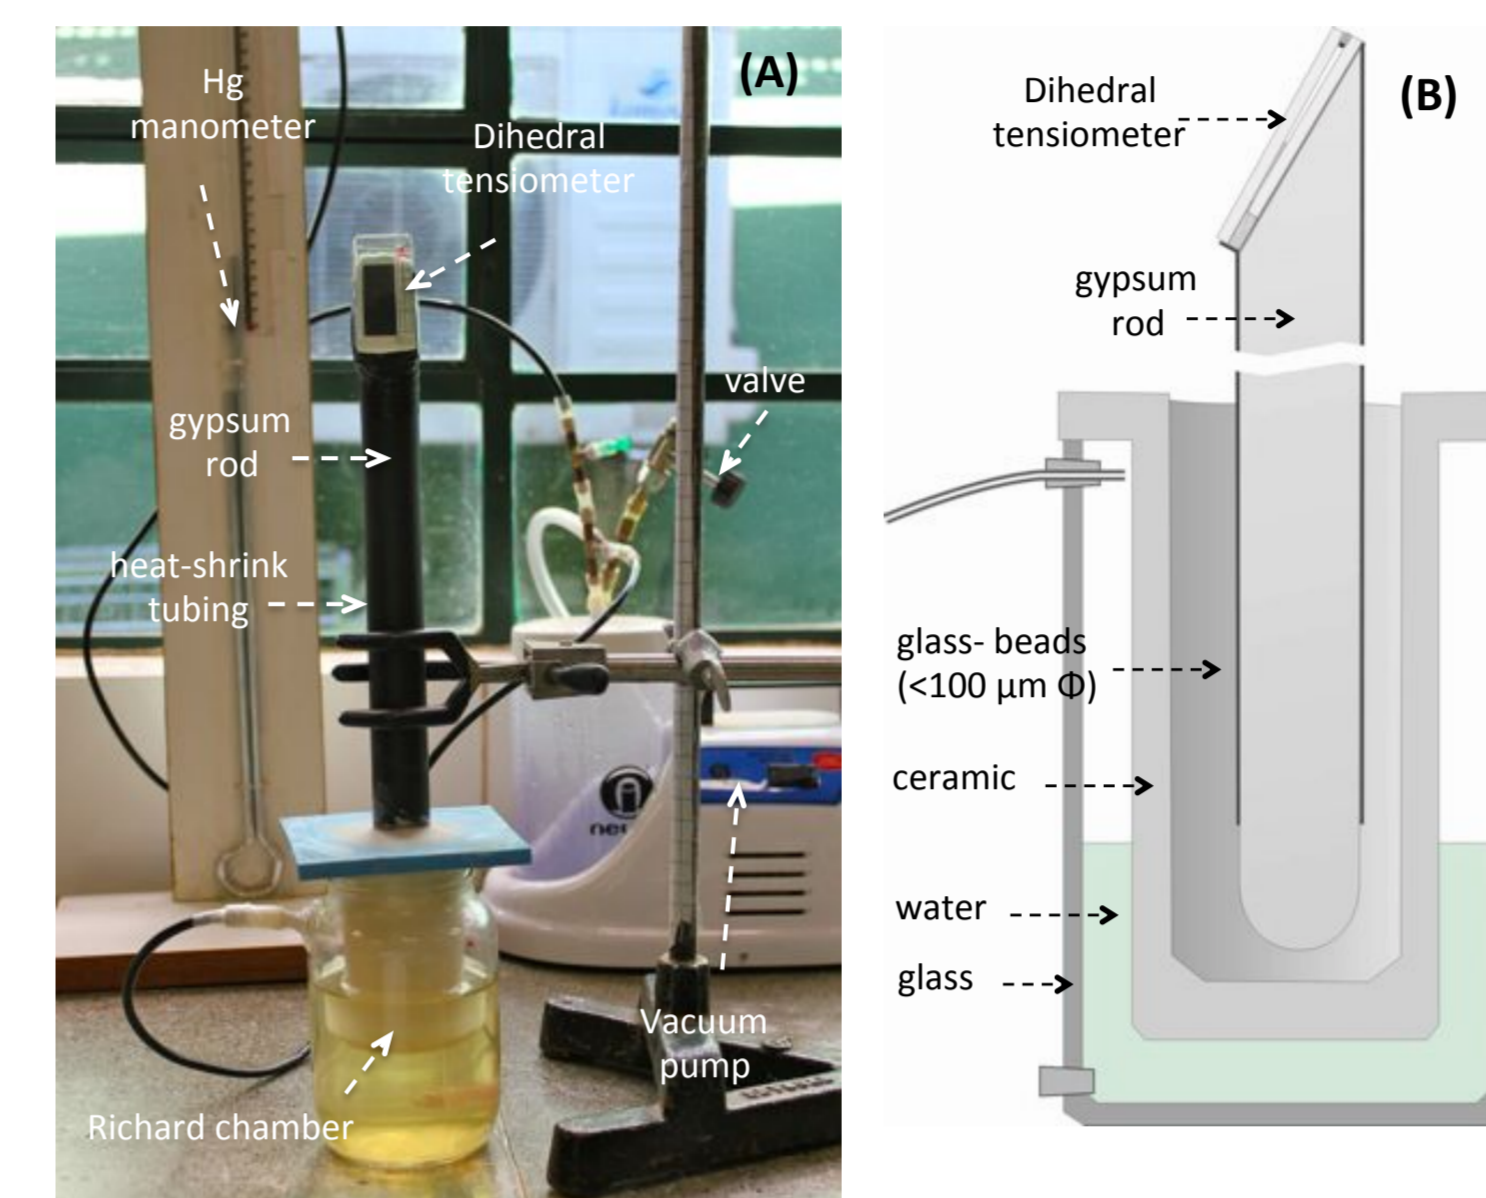 (A)
Hg
manometer
Dihedral
tensiometer
valve
gypsum
rod
heat-shrink
tubing
Vacuum
pump
Richard chamber
(B)
Dihedral
tensiometer
gypsum
rod
glass- beads
(<100 µm Φ)
ceramic
water
glass